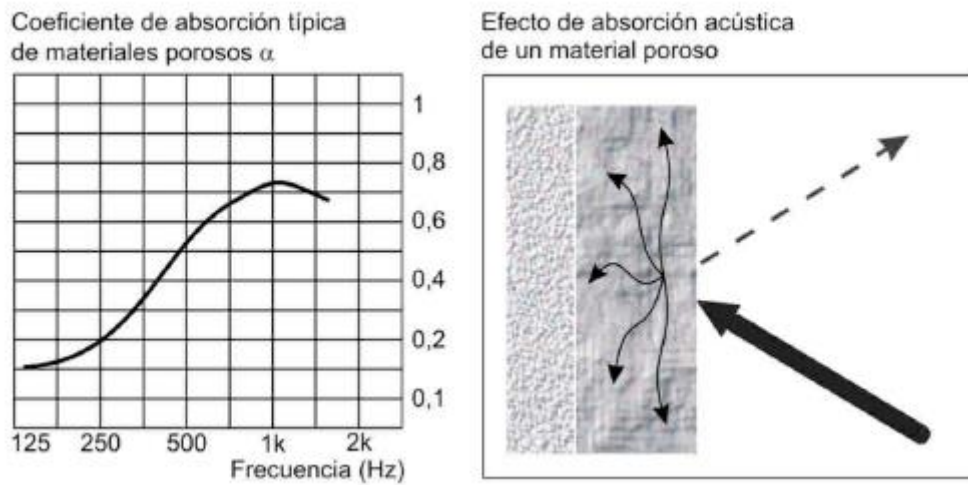 Coeficiente de absorción típica
de materiales porosos α
1
0,8
0,6
0,4
0,2
0,1
125 250 500 1k 2k
Frecuencia (Hz)
Efecto de absorción acústica
de un material poroso